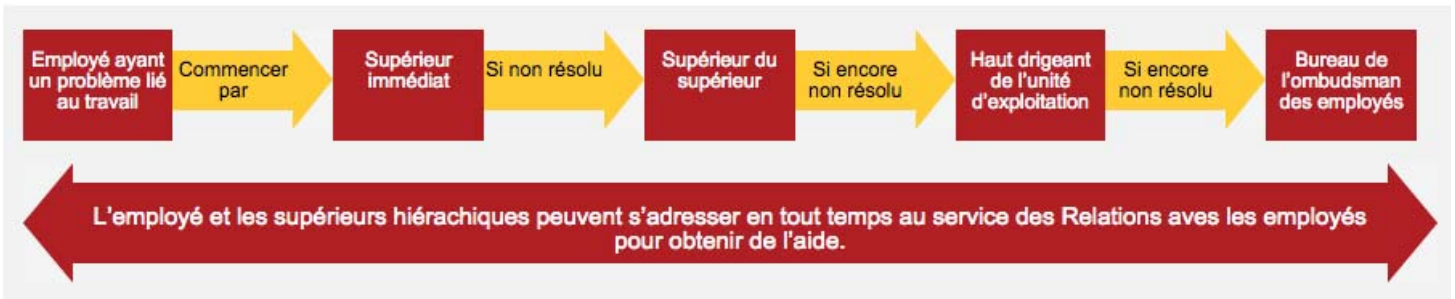 Employé ayant
un problème lié
au travail
Commencer
par
Supérieur
immédiat
Si non résolu
Supérieur du
supérieur
Si encore
non résolu
Haut drigeant
de l'unité
d'exploitation
Si encore
non résolu
Bureau de
l'ombudsman
des employés
L'employé et les supérieurs hiérachiques peuvent s'adresser en tout temps au service des Relations aves les employés
pour obtenir de l'aide.